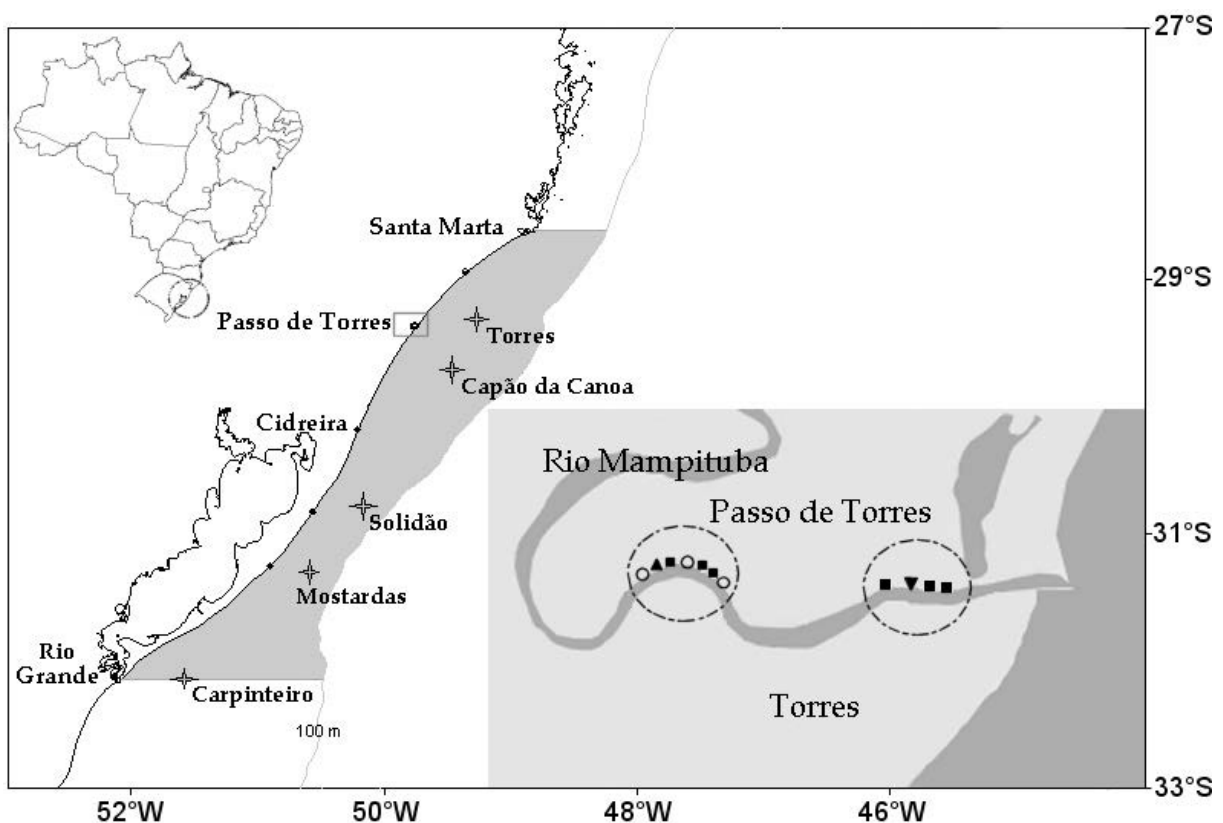 27°S
Santa Marta
29°S
Passo de Torres
Torres
Capão da Canoa
Cidreira
Rio Mampituba
Passo de Torres
Solidão
31°S
Mostardas
Rio
Grande
Carpinteiro
Torres
100 m
33°S
52°W
50°W
48°W
46°W